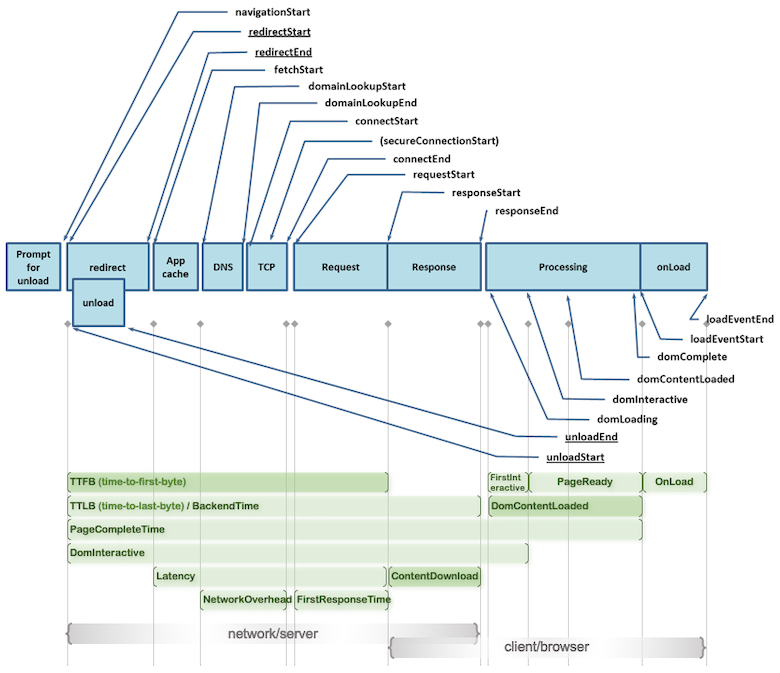 navigationStart
redirectStart
redirectEnd
fetchStart
domainLookupStart
domainLookupEnd
connectStart
(secureConnectionStart)
connectEnd
requestStart
responseStart
responseEnd
Prompt
for
unload
redirect
unload
App
cache
DNS
TCP
Request
Response
Processing
onLoad
loadEventEnd
loadEventStart
domComplete
domContentLoaded
domInteractive
domLoading
unloadEnd
unloadStart
TTFB (time-to-first-byte)
FirstInt
eractive
PageReady
OnLoad
TTLB (time-to-last-byte) / BackendTime
DomContentLoaded
PageCompleteTime
DomInteractive
Latency
ContentDownload
NetworkOverhead
FirstResponseTime
network/server
client/browser